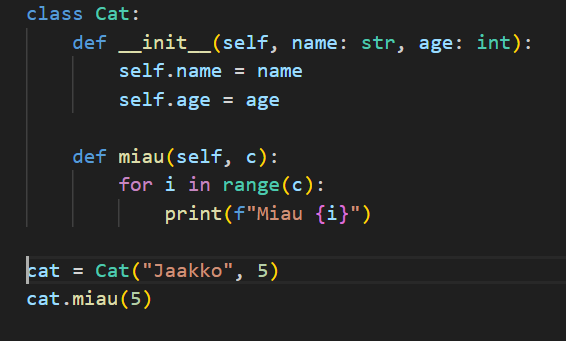 class Cat:
    def __init__(self, name: str, age: int):
        self.name = name
        self.age = age

    def miau(self, c):
        for i in range(c):
            print(f"Miau {i}")

cat = Cat("Jaakko", 5)
cat.miau(5)